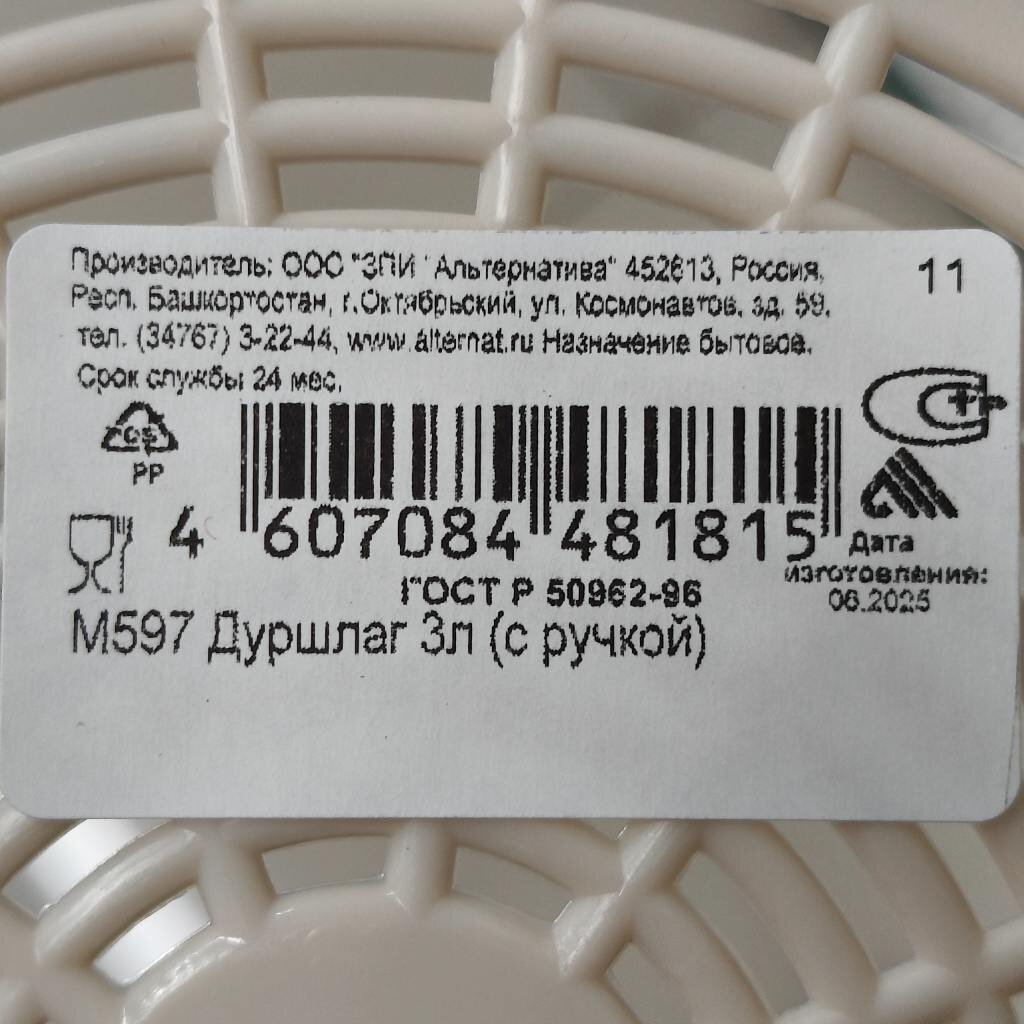 Производитель: ООО "ЗПИ "Альтернатива" 452613, Россия,
11
Респ. Башкортостан, г.Октябрьский, ул. Космонавтов, зд. 59,
тел. (34767) 3-22-44, www.alternat.ru Назначение бытовое.
Срок службы 24 мес.
PP
4 607084 481815
Дата
изготовления:
06.2025
ГОСТ Р 50962-96
М597 Дуршлаг 3л (с ручкой)